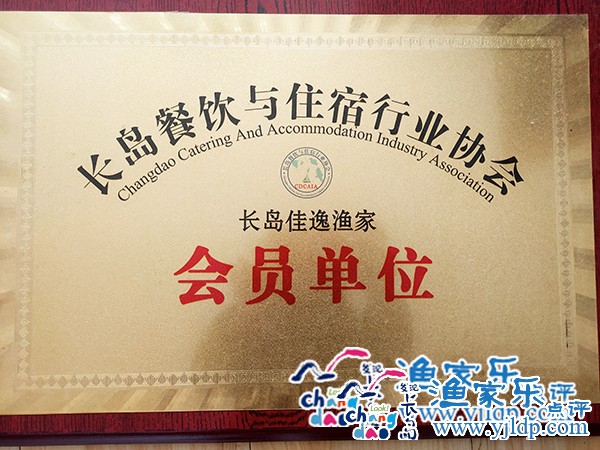 长岛餐饮与住宿行业协会
Changdao Catering And Accommodation Industry Association
CDCAIA
长岛佳逸渔家
会员单位
渔家乐
渔家乐评
点评
www.yjldp.com